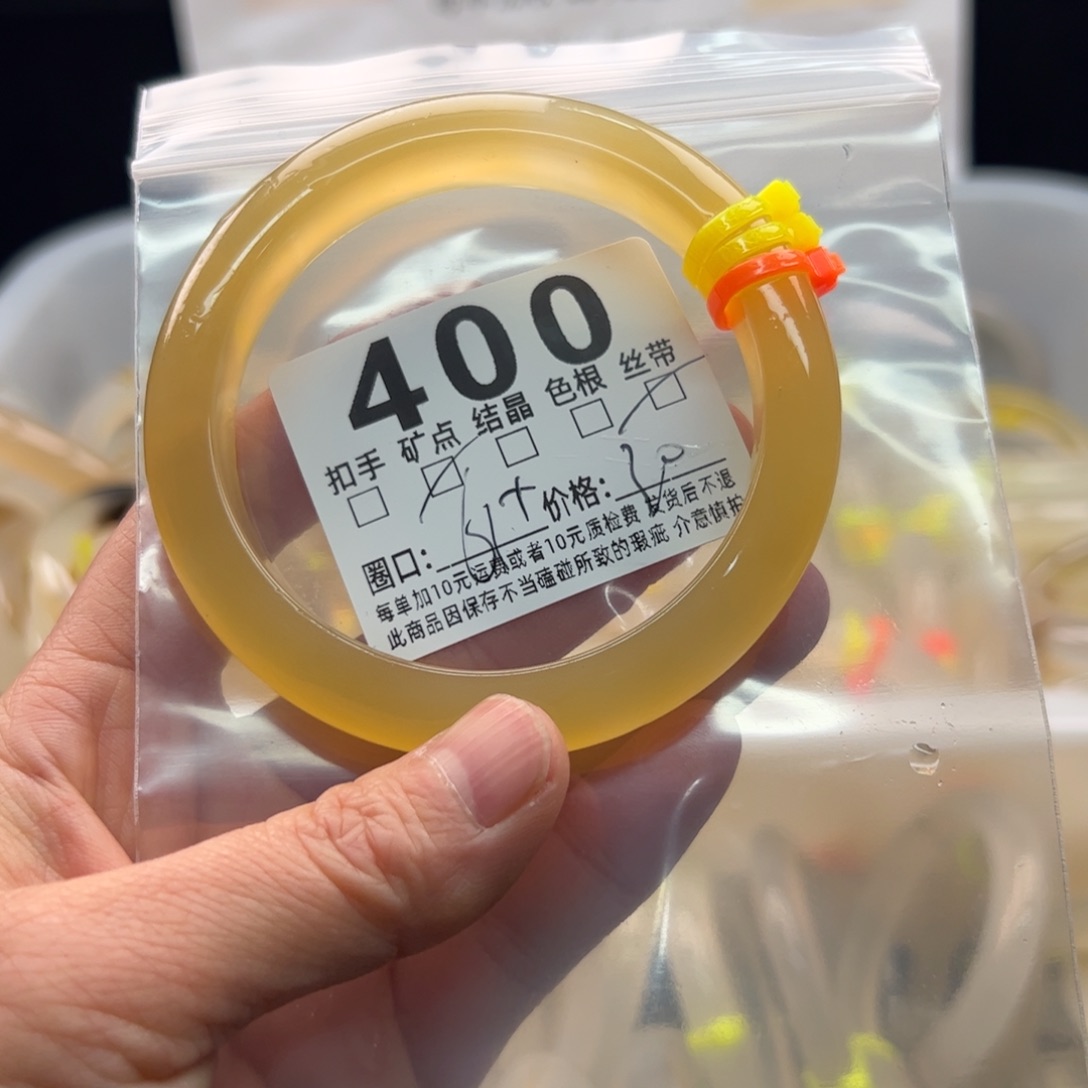 400
扣手 矿点 结晶 色根 丝带
圈口: 价格:
每单加10元运费或者10元质检费 发货后不退
此商品因保存不当磕碰所致的瑕疵 介意慎拍